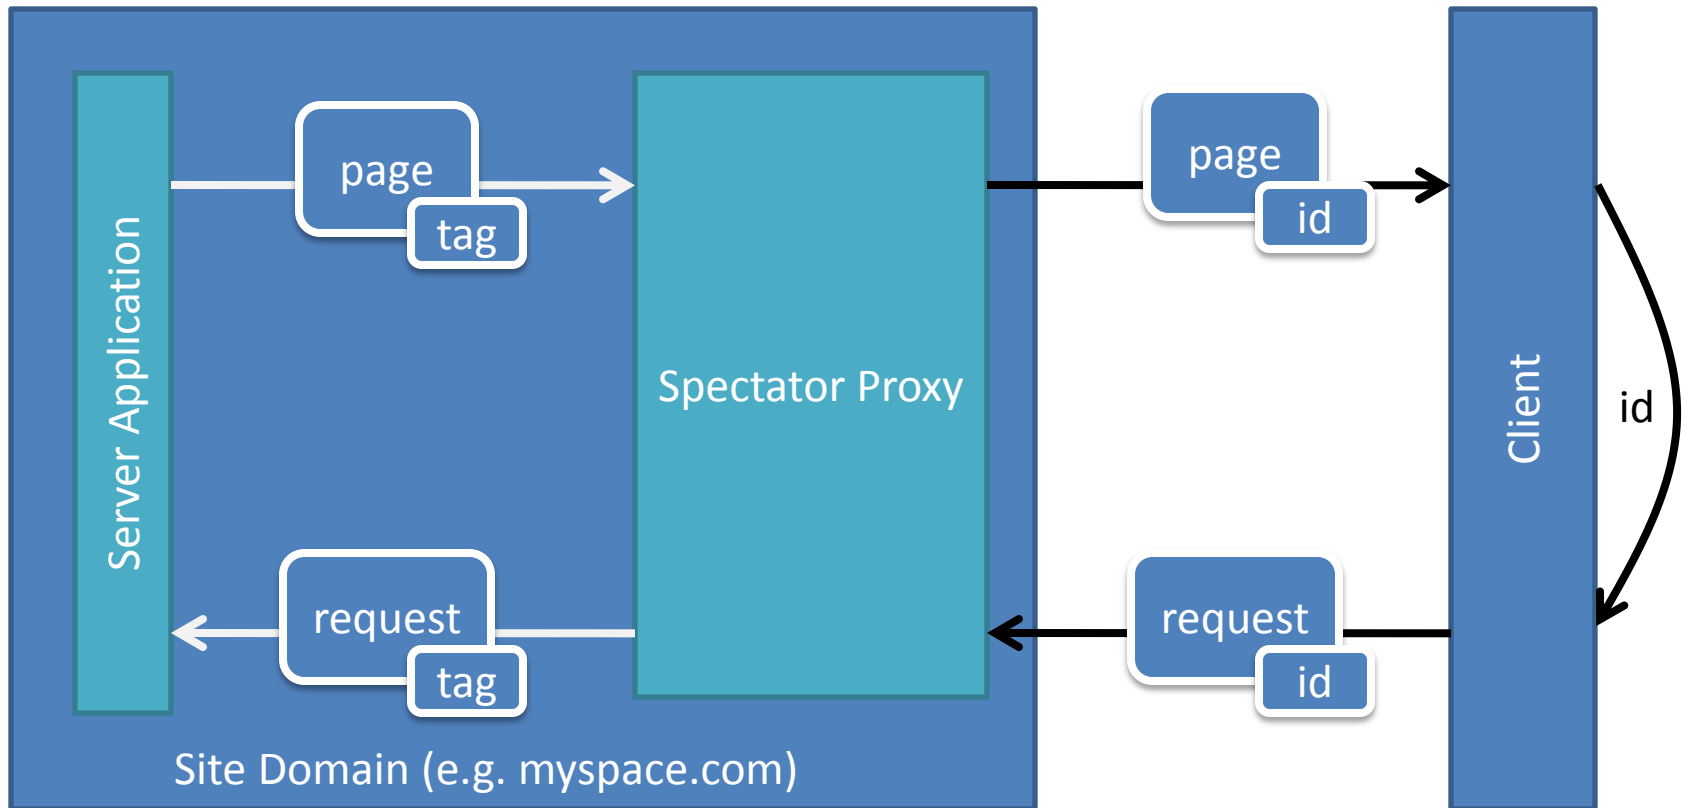 page
tag
page
id
Server Application
Spectator Proxy
Client
id
request
tag
request
id
Site Domain (e.g. myspace.com)